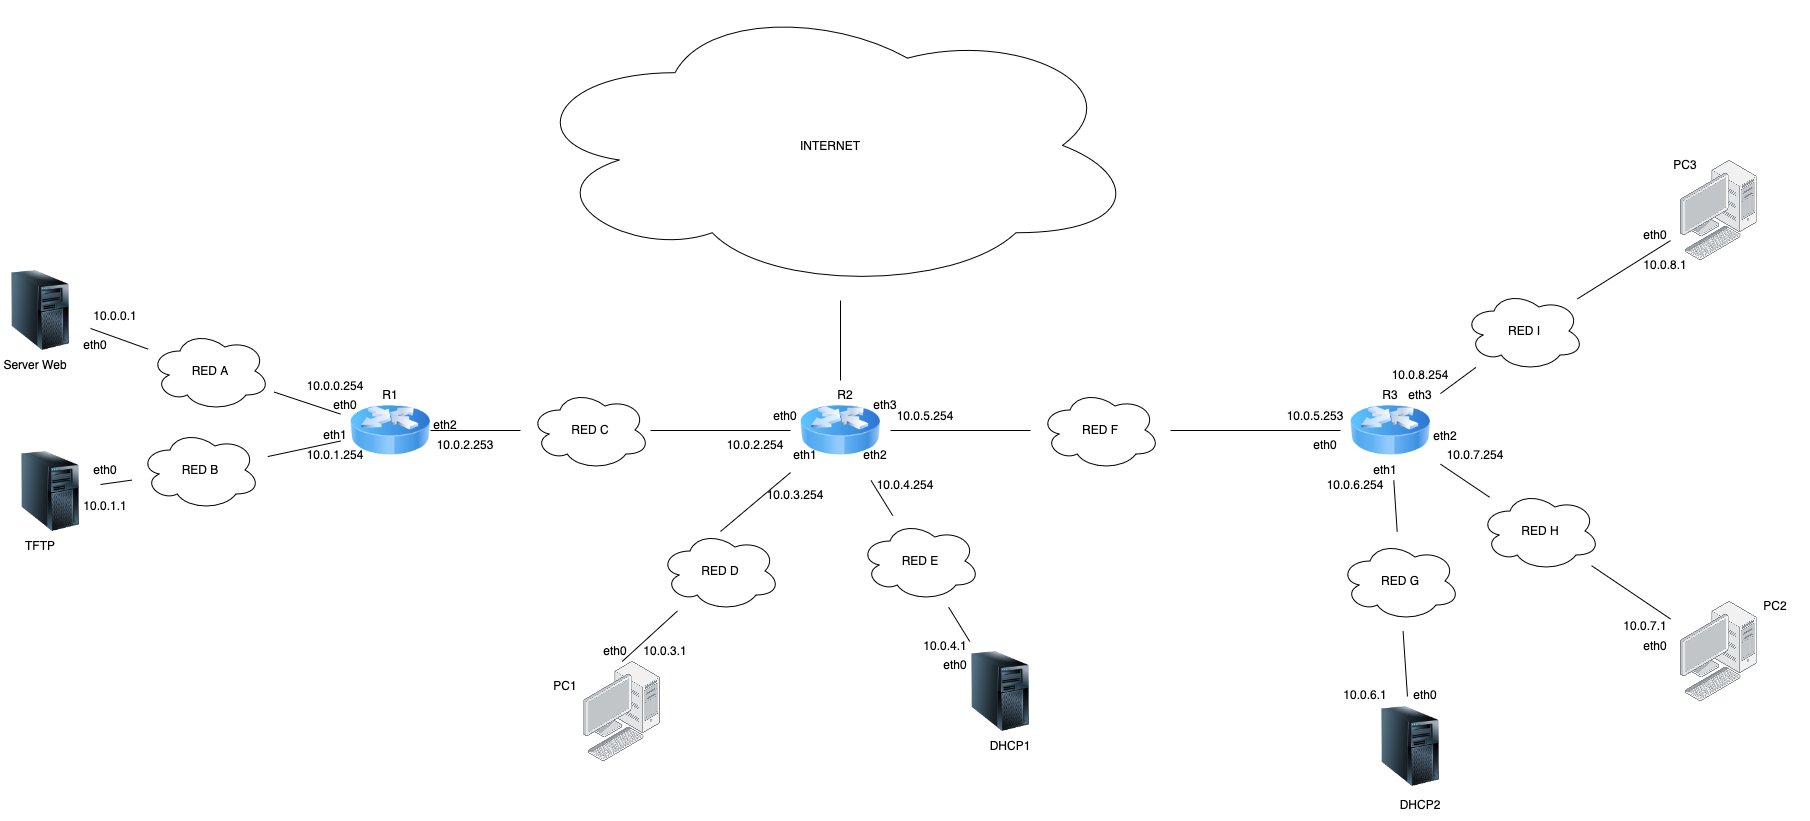 INTERNET
PC3
eth0
10.0.8.1
10.0.0.1
eth0
Server Web
RED A
10.0.0.254
eth0
R1
eth1
10.0.1.254
eth2
10.0.2.253
RED B
eth0
10.0.1.1
TFTP
RED C
R2
eth0
10.0.2.254
eth1
eth2
eth3
10.0.5.254
10.0.3.254
10.0.4.254
RED F
10.0.5.253
eth0
R3
10.0.8.254
eth3
RED I
eth2
10.0.7.254
eth1
10.0.6.254
RED D
RED E
RED G
RED H
eth0
10.0.3.1
PC1
10.0.4.1
eth0
DHCP1
10.0.6.1
eth0
DHCP2
10.0.7.1
eth0
PC2